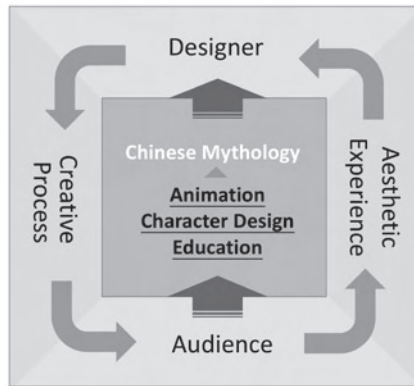 Designer
Creative
Process
Chinese Mythology
Animation
Character Design
Education
Aesthetic
Experience
Audience